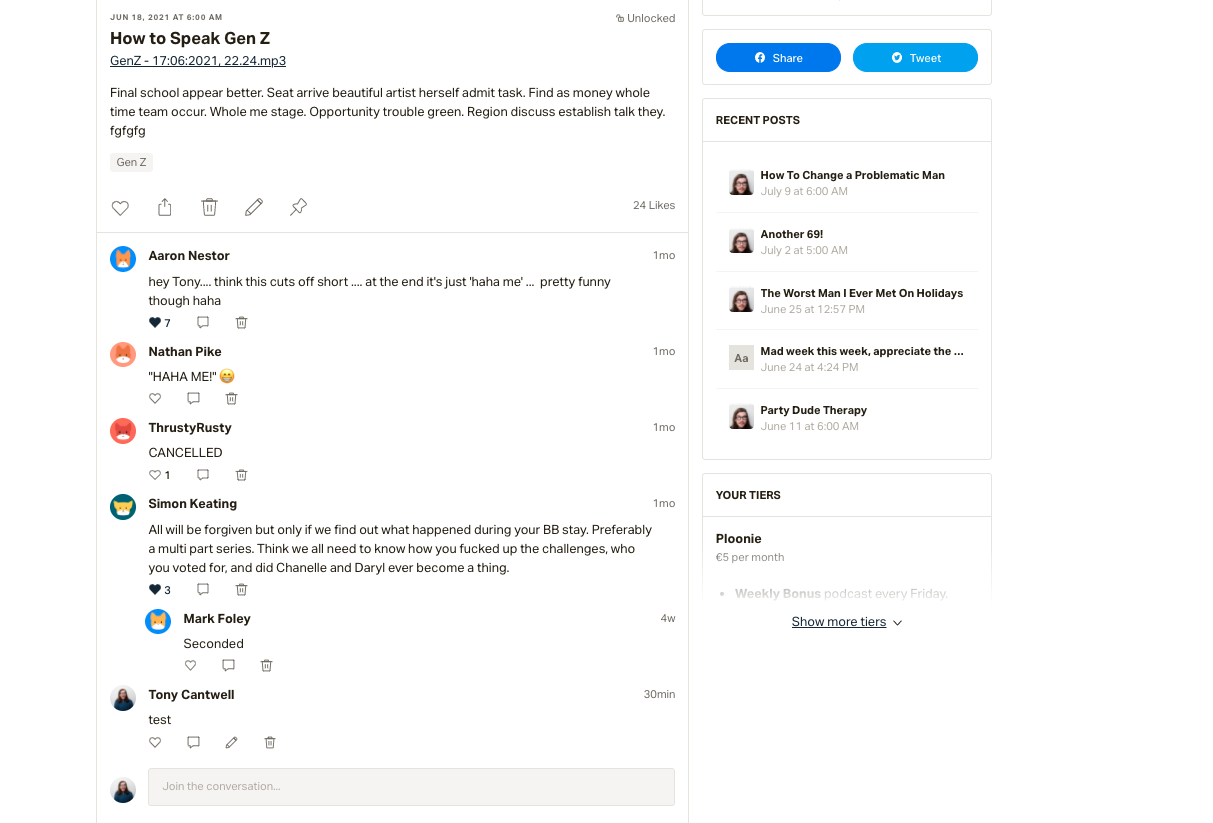 JUN 18, 2021 AT 6:00 AM
Unlocked
How to Speak Gen Z
GenZ - 17:06:2021, 22.24.mp3
Final school appear better. Seat arrive beautiful artist herself admit task. Find as money whole
time team occur. Whole me stage. Opportunity trouble green. Region discuss establish talk they.
fgfgfg
Gen Z
24 Likes
Aaron Nestor
1mo
hey Tony.... think this cuts off short .... at the end it's just 'haha me' ... pretty funny
though haha
7
Nathan Pike
1mo
"HAHA ME!" 😁
ThrustyRusty
1mo
CANCELLED
1
Simon Keating
1mo
All will be forgiven but only if we find out what happened during your BB stay. Preferably
a multi part series. Think we all need to know how you fucked up the challenges, who
you voted for, and did Chanelle and Daryl ever become a thing.
3
Mark Foley
4w
Seconded
Tony Cantwell
30min
test
Join the conversation...
Share
Tweet
RECENT POSTS
How To Change a Problematic Man
July 9 at 6:00 AM
Another 69!
July 2 at 5:00 AM
The Worst Man I Ever Met On Holidays
June 25 at 12:57 PM
Aa
Mad week this week, appreciate the ...
June 24 at 4:24 PM
Party Dude Therapy
June 11 at 6:00 AM
YOUR TIERS
Ploonie
€5 per month
• Weekly Bonus podcast every Friday.
Show more tiers